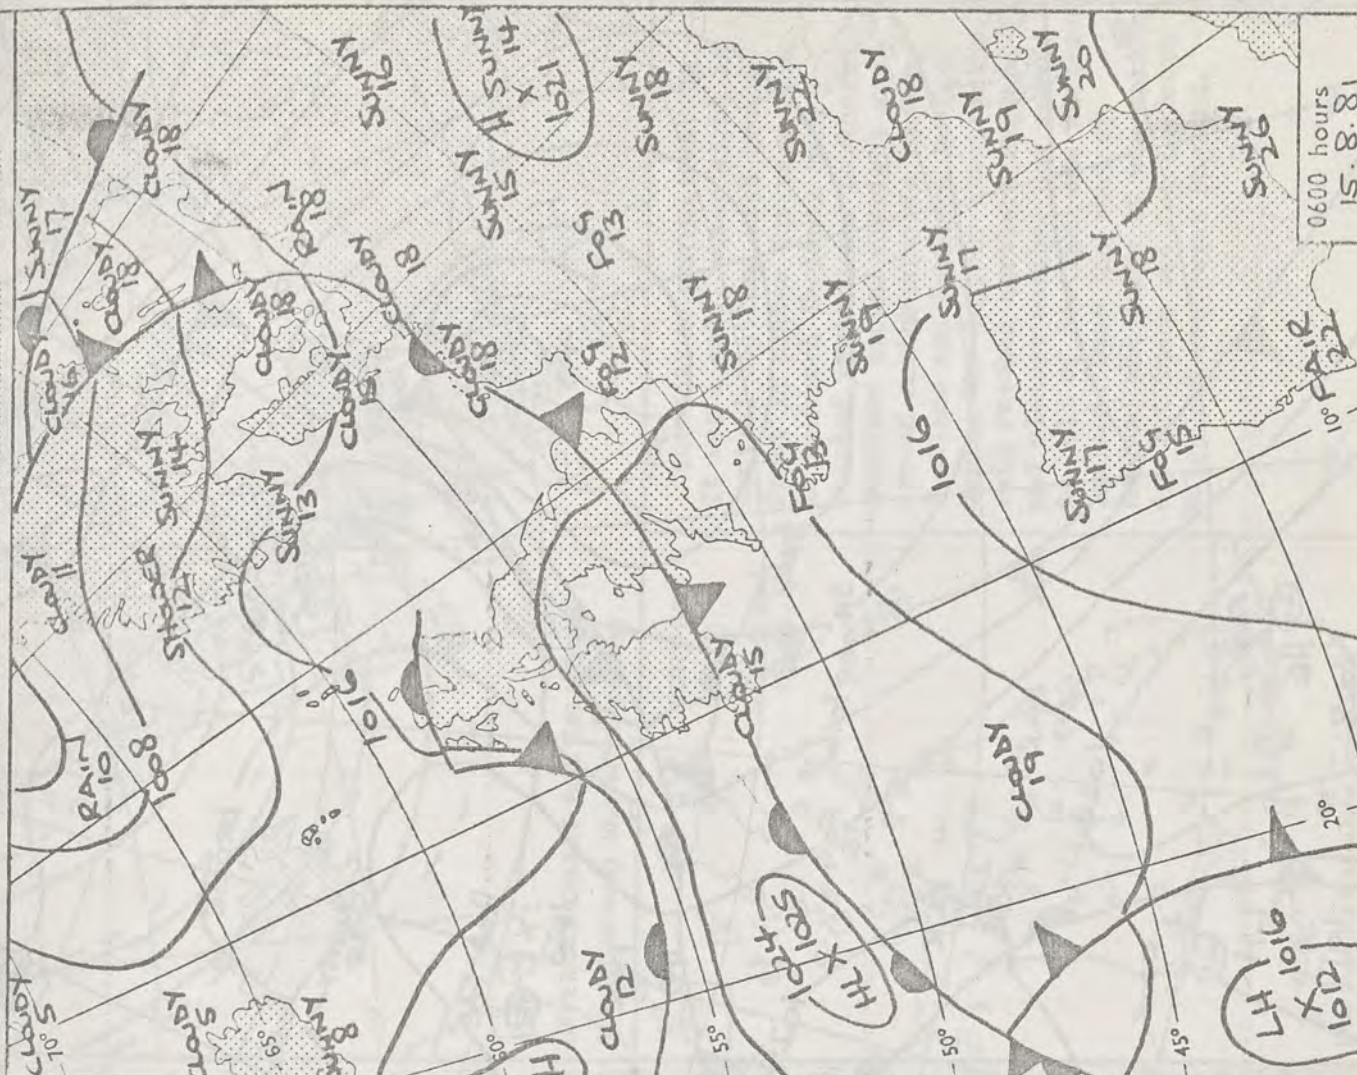 CLOUDY
5
70°
CLOUDY
11
CLOUD
16
SUNNY
17
RAIN
10
CLOUDY
18
1008
CLOUDY
18
SHOWER
12
SUNNY
14
CLOUDY
5
65°
CLOUDY
18
SUNNY
13
RAIN
18
8
1016
CLOUDY
15
SUNNY
16
CLOUDY
18
60°
CLOUDY
18
H SUNNY
14
X
1021
SUNNY
15
H
FOG
12
FOG
13
CLOUDY
12
SUNNY
18
SUNNY
18
55°
CLOUDY
15
SUNNY
22
1024
HL X 1025
FOG
13
SUNNY
19
CLOUDY
18
1016
SUNNY
17
50°
SUNNY
19
CLOUDY
19
SUNNY
17
SUNNY
20
FOG
15
SUNNY
18
45°
SUNNY
26
LH 1016
X
1012
20°
10°
FAIR
22
0600 hours
15.8.81